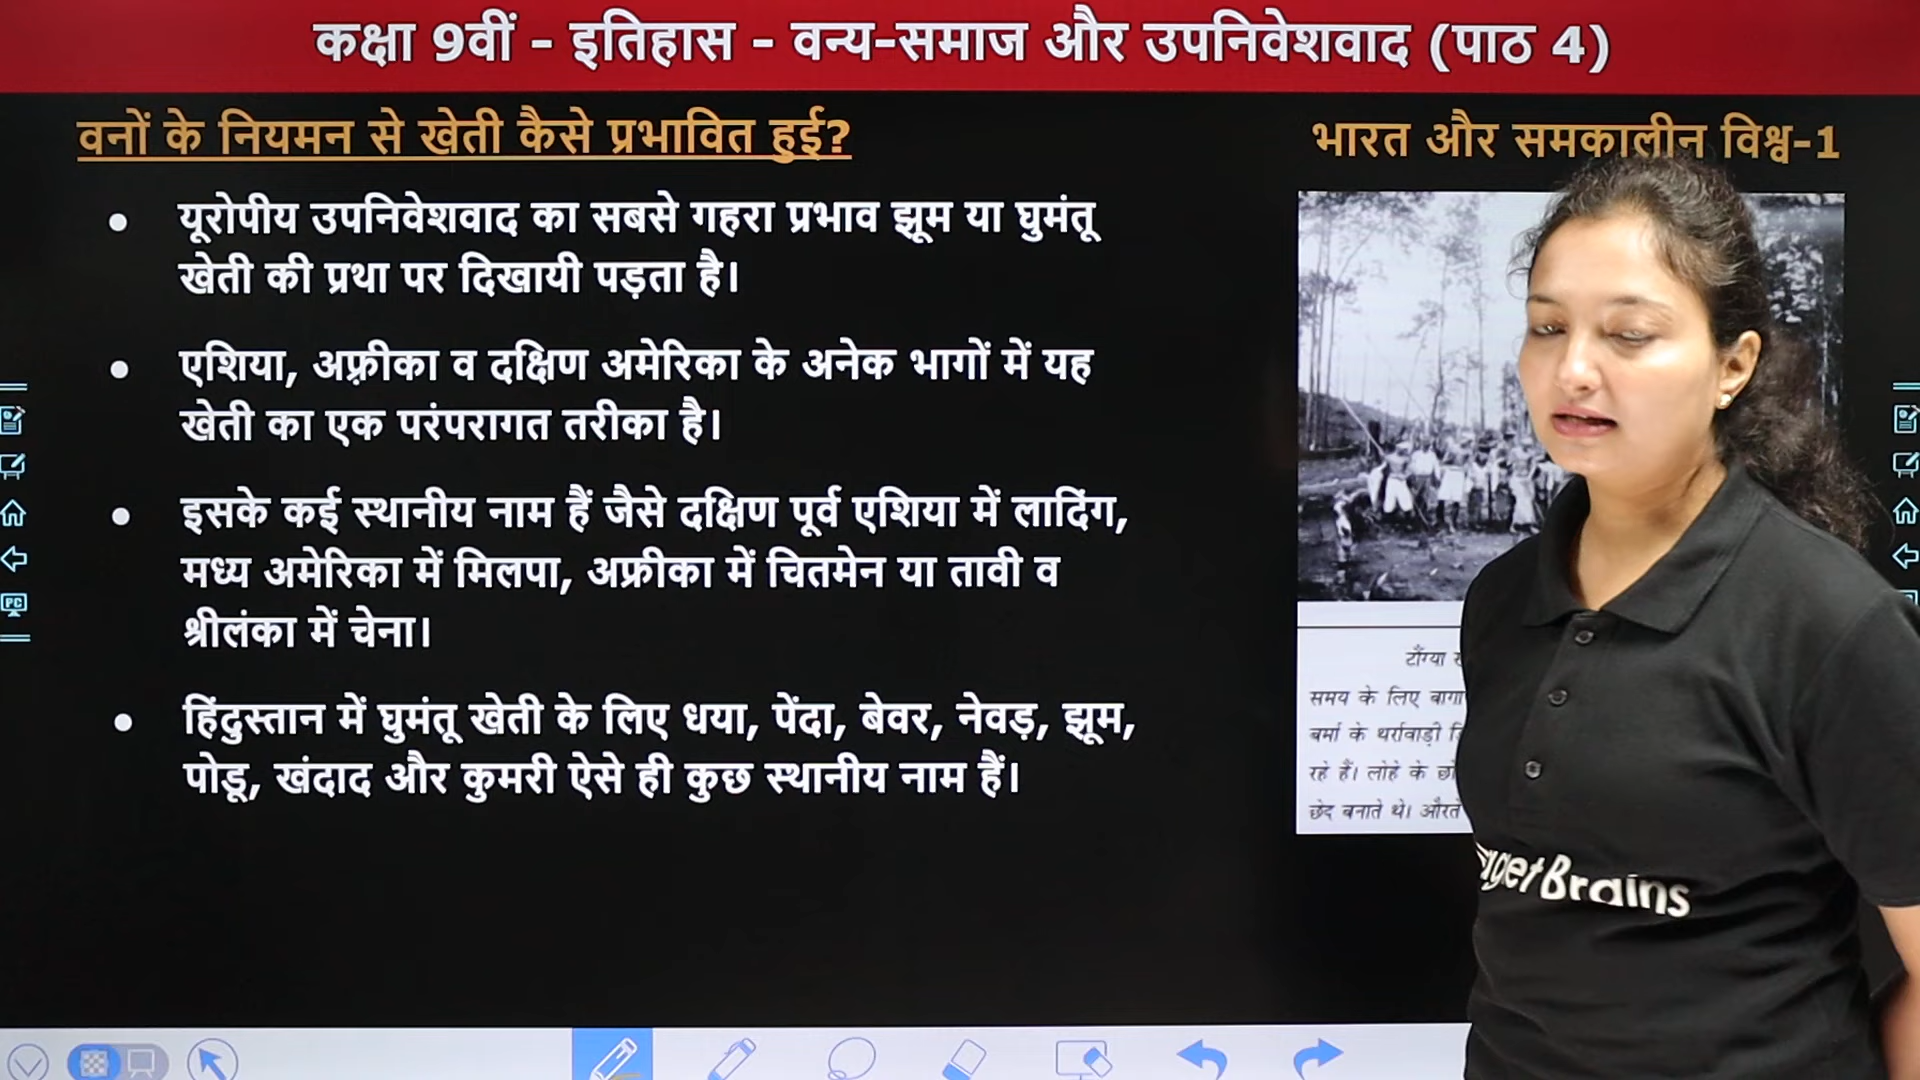 कक्षा 9वीं - इतिहास - वन्य-समाज और उपनिवेशवाद (पाठ 4)
वनों के नियमन से खेती कैसे प्रभावित हुई?
भारत और समकालीन विश्व-1
• यूरोपीय उपनिवेशवाद का सबसे गहरा प्रभाव झूम या घुमंतू
खेती की प्रथा पर दिखायी पड़ता है।
• एशिया, अफ़्रीका व दक्षिण अमेरिका के अनेक भागों में यह
खेती का एक परंपरागत तरीका है।
• इसके कई स्थानीय नाम हैं जैसे दक्षिण पूर्व एशिया में लादिंग,
मध्य अमेरिका में मिलपा, अफ्रीका में चितमेन या तावी व
श्रीलंका में चेना।
• हिंदुस्तान में घुमंतू खेती के लिए धया, पेंदा, बेवर, नेवड़, झूम,
पोडू, खंदाद और कुमरी ऐसे ही कुछ स्थानीय नाम हैं।
टौंग्या
समय के लिए बागा
बर्मा के थर्रावाड़ी
रहे हैं। लोहे के छो
छेद बनाते थे। औरतें
Brains
PC